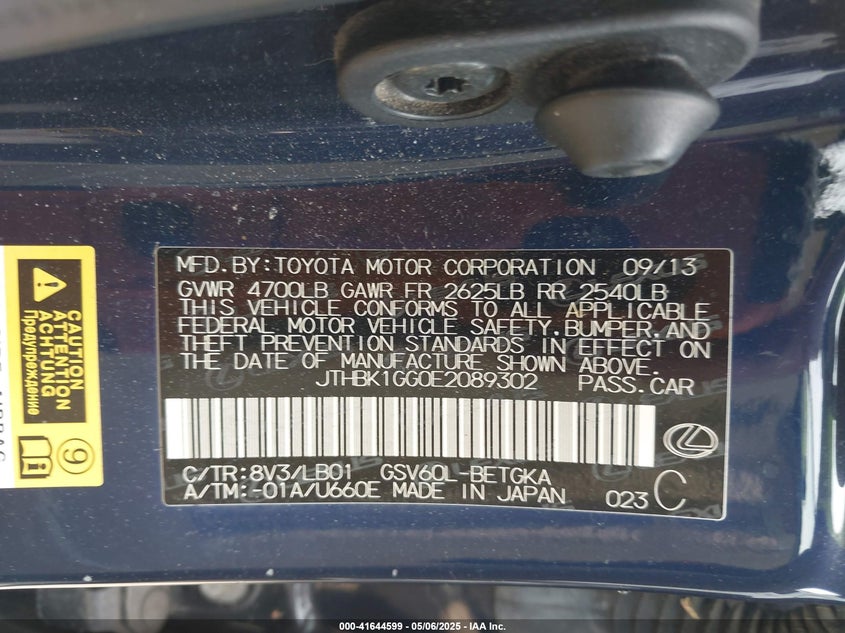 MFD.BY:TOYOTA MOTOR CORPORATION 09/13
GVWR 4700LB GAWR FR 2625LB RR 2540LB
THIS VEHICLE CONFORMS TO ALL APPLICABLE
FEDERAL MOTOR VEHICLE SAFETY,BUMPER,AND
THEFT PREVENTION STANDARDS IN EFFECT ON
THE DATE OF MANUFACTURE SHOWN ABOVE.
JTHBK1GG0E2089302 PASS.CAR
C/TR:8V3/LB01 GSV60L-BETGKA
A/TM:-01A/U660E MADE IN JAPAN 023 C
CAUTION
ATTENTION
ACHTUNG
Предупреждение
9
000-41644599 — 05/06/2025 — IAA Inc.